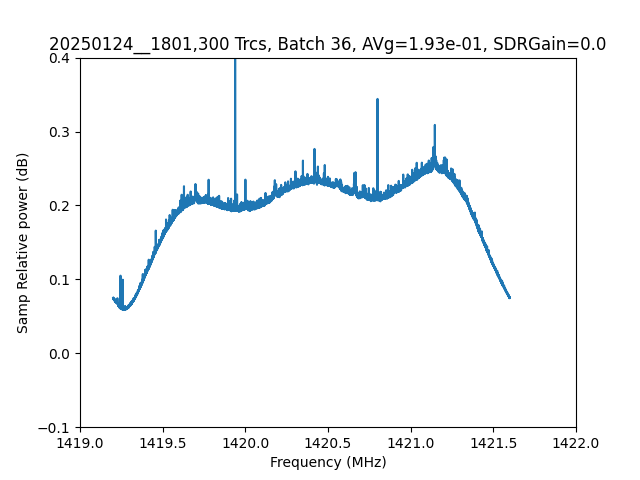 20250124__1801,300 Trcs, Batch 36, AVg=1.93e-01, SDRGain=0.0
0.4
0.3
0.2
0.1
0.0
−0.1
Samp Relative power (dB)
1419.0 1419.5 1420.0 1420.5 1421.0 1421.5 1422.0
Frequency (MHz)